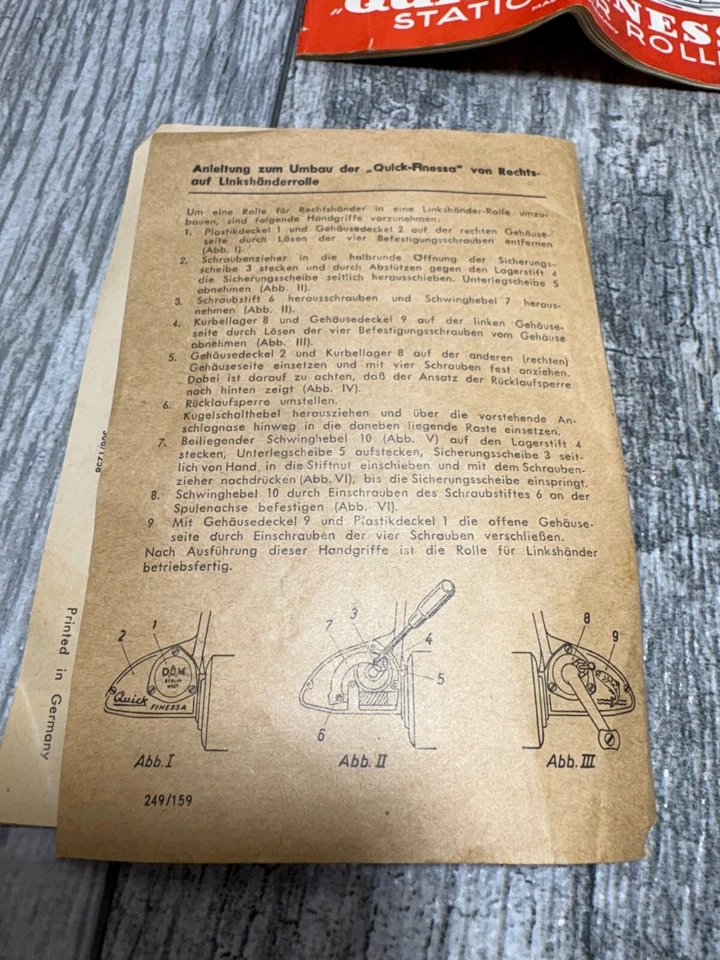 "QU
NESS
STATIO
R ROLL
Anleitung zum Umbau der „Quick-Finessa" von Rechts-
auf Linkshänderrolle
Um eine Rolle für Rechtshänder in eine Linkshänder-Rolle umzu-
bauen, sind folgende Handgriffe vorzunehmen:
1. Plastikdeckel 1 und Gehäusedeckel 2 auf der rechten Gehäuse-
seite durch Lösen der vier Befestigungsschrauben entfernen
(Abb. I).
2. Schraubenzieher in die halbrunde Öffnung der Sicherungs-
scheibe 3 stecken und durch Abstützen gegen den Lagerstift 4
die Sicherungsscheibe seitlich herausschieben. Unterlegscheibe 5
abnehmen (Abb. II).
3. Schraubstift 6 herausschrauben und Schwinghebel 7 heraus-
nehmen (Abb. II).
4. Kurbellager 8 und Gehäusedeckel 9 auf der linken Gehäuse-
seite durch Lösen der vier Befestigungsschrauben vom Gehäuse
abnehmen (Abb. III).
5. Gehäusedeckel 2 und Kurbellager 8 auf der anderen (rechten)
Gehäuseseite einsetzen und mit vier Schrauben fest anziehen.
Dabei ist darauf zu achten, daß der Ansatz der Rücklaufsperre
nach hinten zeigt (Abb. IV).
6. Rücklaufsperre umstellen.
Kugelschalthebel herausziehen und über die vorstehende An-
schlagnase hinweg in die daneben liegende Raste einsetzen.
7. Beiliegender Schwinghebel 10 (Abb. V) auf den Lagerstift 4
stecken, Unterlegscheibe 5 aufstecken, Sicherungsscheibe 3 seit-
lich von Hand in die Stiftnut einschieben und mit dem Schrauben-
zieher nachdrücken (Abb. VI), bis die Sicherungsscheibe einspringt.
8. Schwinghebel 10 durch Einschrauben des Schraubstiftes 6 an der
Spulenachse befestigen (Abb. VI).
9 Mit Gehäusedeckel 9 und Plastikdeckel 1 die offene Gehäuse-
seite durch Einschrauben der vier Schrauben verschließen.
Nach Ausführung dieser Handgriffe ist die Rolle für Linkshänder
betriebsfertig.
2 1
D.A.M.
BERLIN
WEST
Quick
FINESSA
Abb. I
7 3 4 5 6
Abb. II
8 9
Abb. III
249/159
Printed in Germany